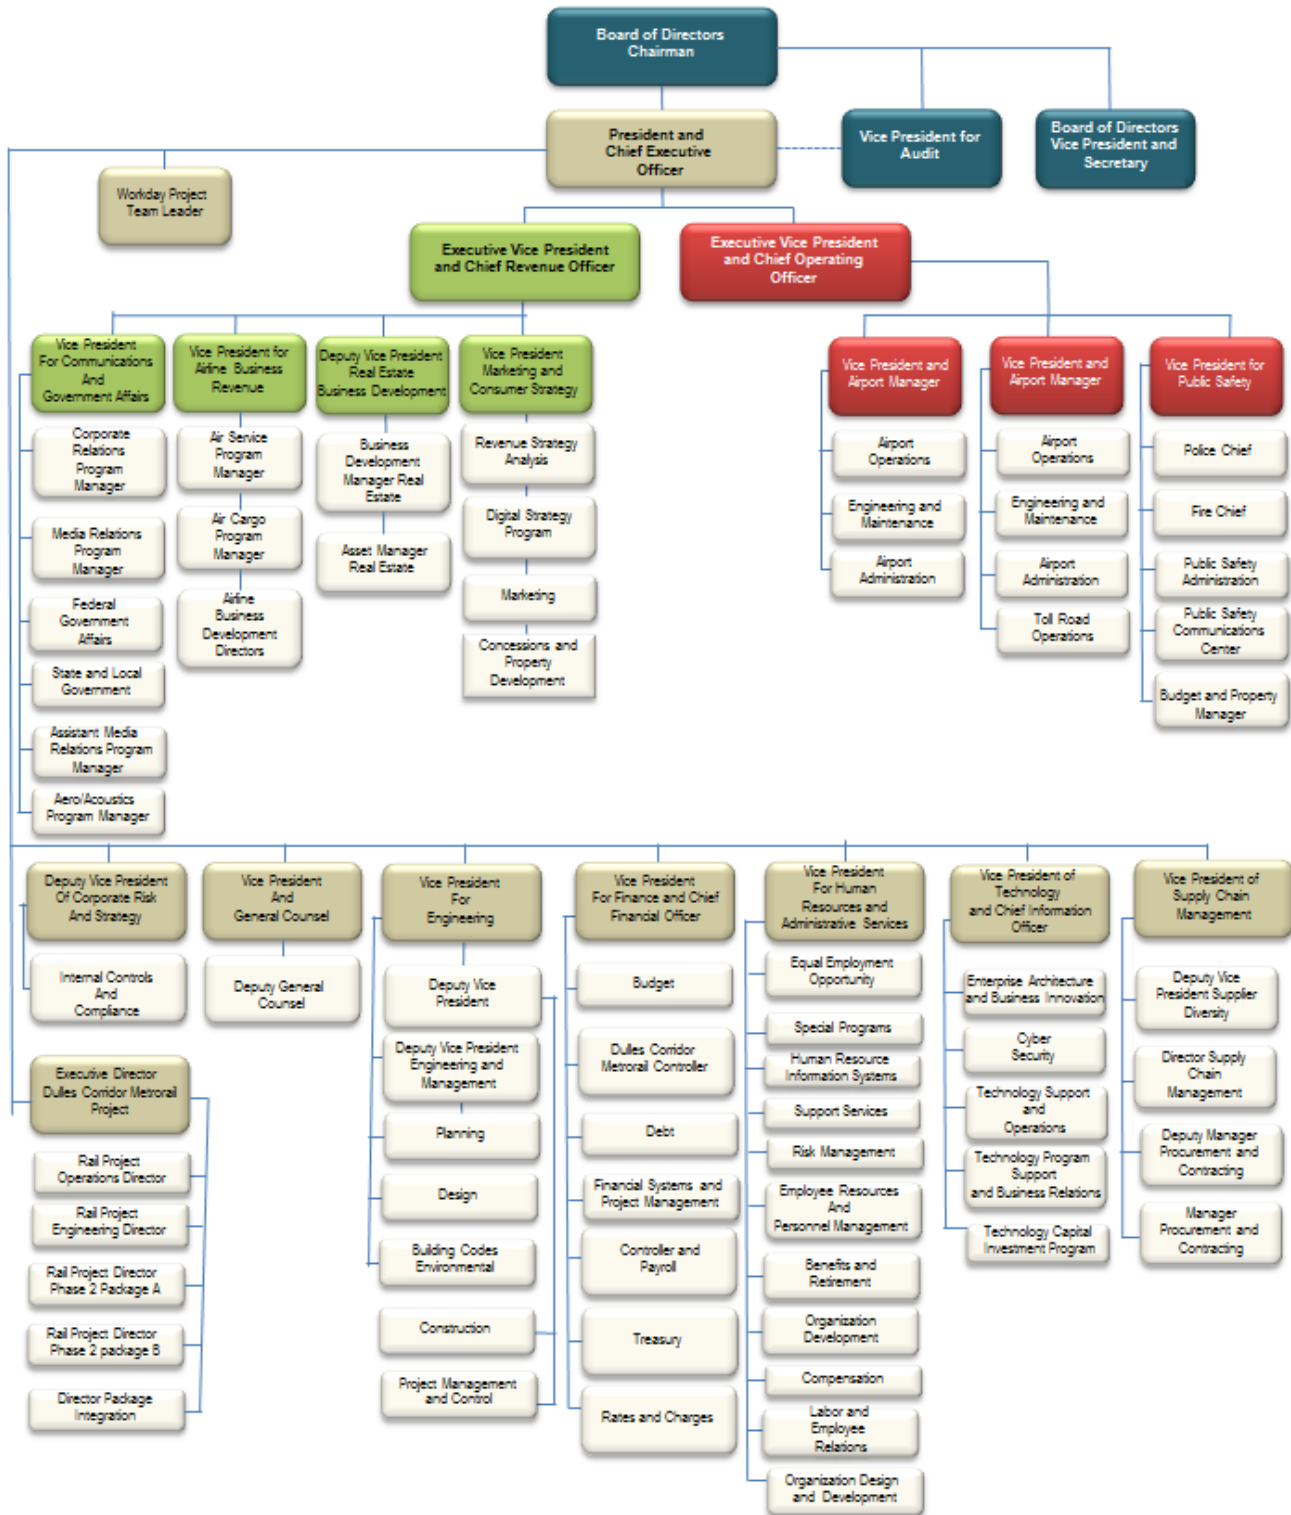 Board of Directors
Chairman
President and
Chief Executive
Officer
Vice President for
Audit
Board of Directors
Vice President and
Secretary
Workday Project
Team Leader
Executive Vice President
and Chief Revenue Officer
Executive Vice President
and Chief Operating
Officer
Vice President
For Communications
And
Government Affairs
Vice President for
Airline Business
Revenue
Deputy Vice President
Real Estate
Business Development
Vice President
Marketing and
Consumer Strategy
Vice President and
Airport Manager
Vice President and
Airport Manager
Vice President for
Public Safety
Corporate
Relations
Program
Manager
Media Relations
Program
Manager
Federal
Government
Affairs
State and Local
Government
Assistant Media
Relations Program
Manager
Aero/Acoustics
Program Manager
Air Service
Program
Manager
Air Cargo
Program
Manager
Airline
Business
Development
Directors
Business
Development
Manager Real
Estate
Asset Manager
Real Estate
Revenue Strategy
Analysis
Digital Strategy
Program
Marketing
Concessions and
Property
Development
Airport
Operations
Engineering and
Maintenance
Airport
Administration
Airport
Operations
Engineering and
Maintenance
Airport
Administration
Toll Road
Operations
Police Chief
Fire Chief
Public Safety
Administration
Public Safety
Communications
Center
Budget and Property
Manager
Deputy Vice President
Of Corporate Risk
And Strategy
Internal Controls
And
Compliance
Executive Director
Dulles Corridor Metrorail
Project
Rail Project
Operations Director
Rail Project
Engineering Director
Rail Project Director
Phase 2 Package A
Rail Project Director
Phase 2 package B
Director Package
Integration
Vice President
And
General Counsel
Deputy General
Counsel
Vice President
For
Engineering
Deputy Vice
President
Deputy Vice President
Engineering and
Management
Planning
Design
Building Codes
Environmental
Construction
Project Management
and Control
Vice President
For Finance and Chief
Financial Officer
Budget
Dulles Corridor
Metrorail Controller
Debt
Financial Systems and
Project Management
Controller and
Payroll
Treasury
Rates and Charges
Vice President
For Human
Resources and
Administrative Services
Equal Employment
Opportunity
Special Programs
Human Resource
Information Systems
Support Services
Risk Management
Employee Resources
And
Personnel Management
Benefits and
Retirement
Organization
Development
Compensation
Labor and
Employee
Relations
Organization Design
and Development
Vice President of
Technology
and Chief Information
Officer
Enterprise Architecture
and Business Innovation
Cyber
Security
Technology Support
and
Operations
Technology Program
Support
and Business Relations
Technology Capital
Investment Program
Vice President of
Supply Chain
Management
Deputy Vice
President Supplier
Diversity
Director Supply
Chain
Management
Deputy Manager
Procurement and
Contracting
Manager
Procurement and
Contracting